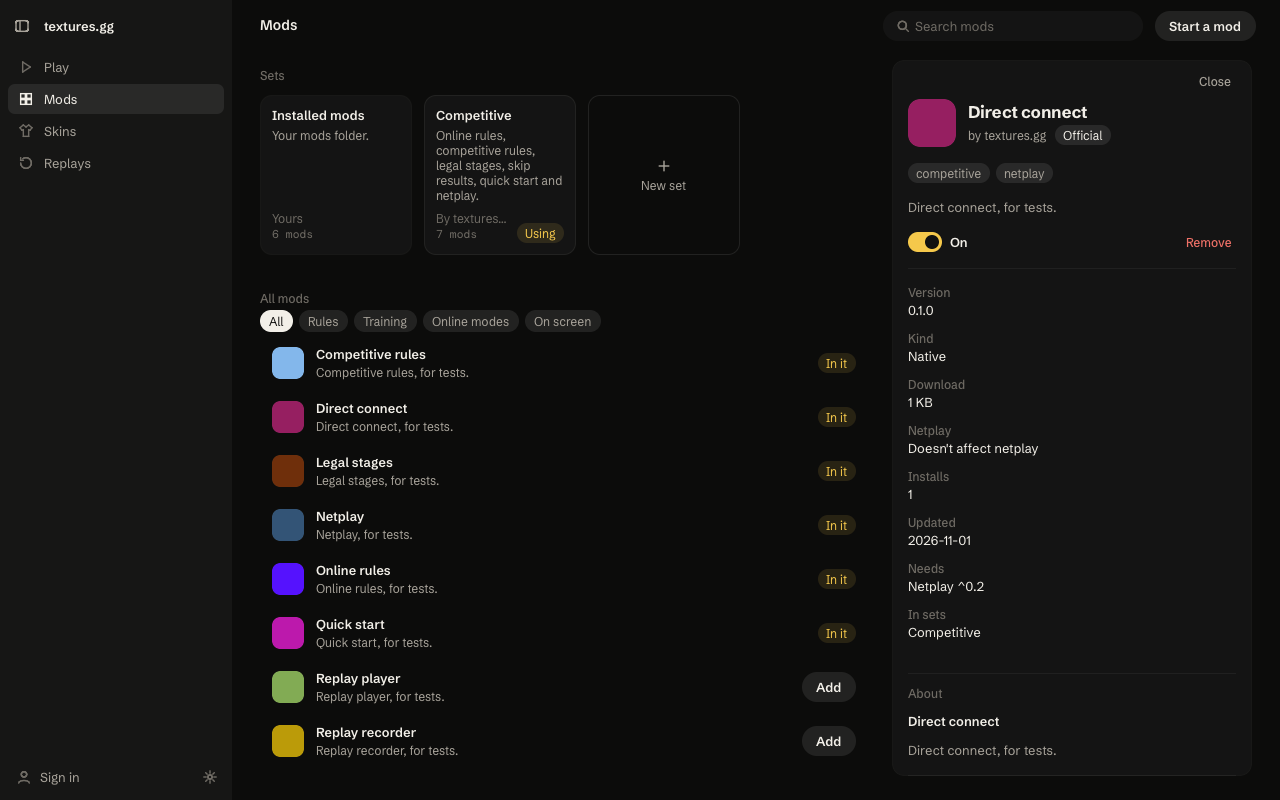 textures.gg
Play
Mods
Skins
Replays
Sign in
Mods
Search mods
Start a mod
Sets
Installed mods
Your mods folder.
Yours
6 mods
Competitive
Online rules,
competitive rules,
legal stages, skip
results, quick start and
netplay.
By textures...
7 mods
Using
+
New set
All mods
All
Rules
Training
Online modes
On screen
Competitive rules
Competitive rules, for tests.
In it
Direct connect
Direct connect, for tests.
In it
Legal stages
Legal stages, for tests.
In it
Netplay
Netplay, for tests.
In it
Online rules
Online rules, for tests.
In it
Quick start
Quick start, for tests.
In it
Replay player
Replay player, for tests.
Add
Replay recorder
Replay recorder, for tests.
Add
Close
Direct connect
by textures.gg Official
competitive netplay
Direct connect, for tests.
On
Remove
Version
0.1.0
Kind
Native
Download
1 KB
Netplay
Doesn't affect netplay
Installs
1
Updated
2026-11-01
Needs
Netplay ^0.2
In sets
Competitive
About
Direct connect
Direct connect, for tests.